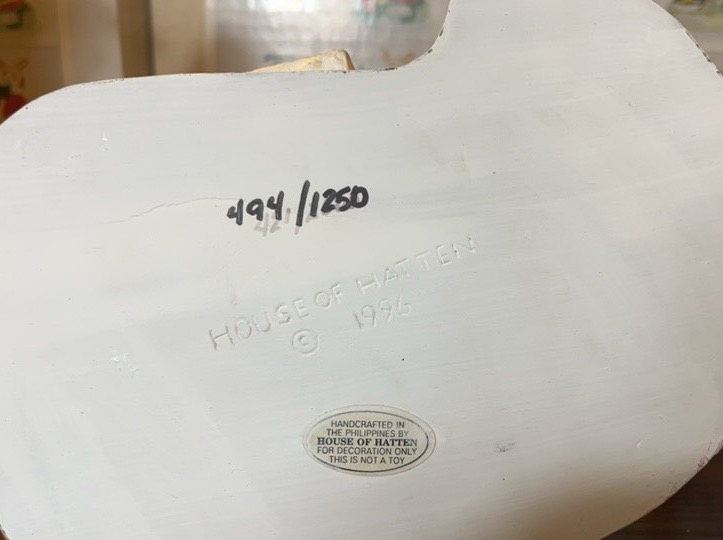 494/1250
HOUSE OF HATTEN
© 1996
HANDCRAFTED IN
THE PHILIPPINES BY
HOUSE OF HATTEN
FOR DECORATION ONLY
THIS IS NOT A TOY